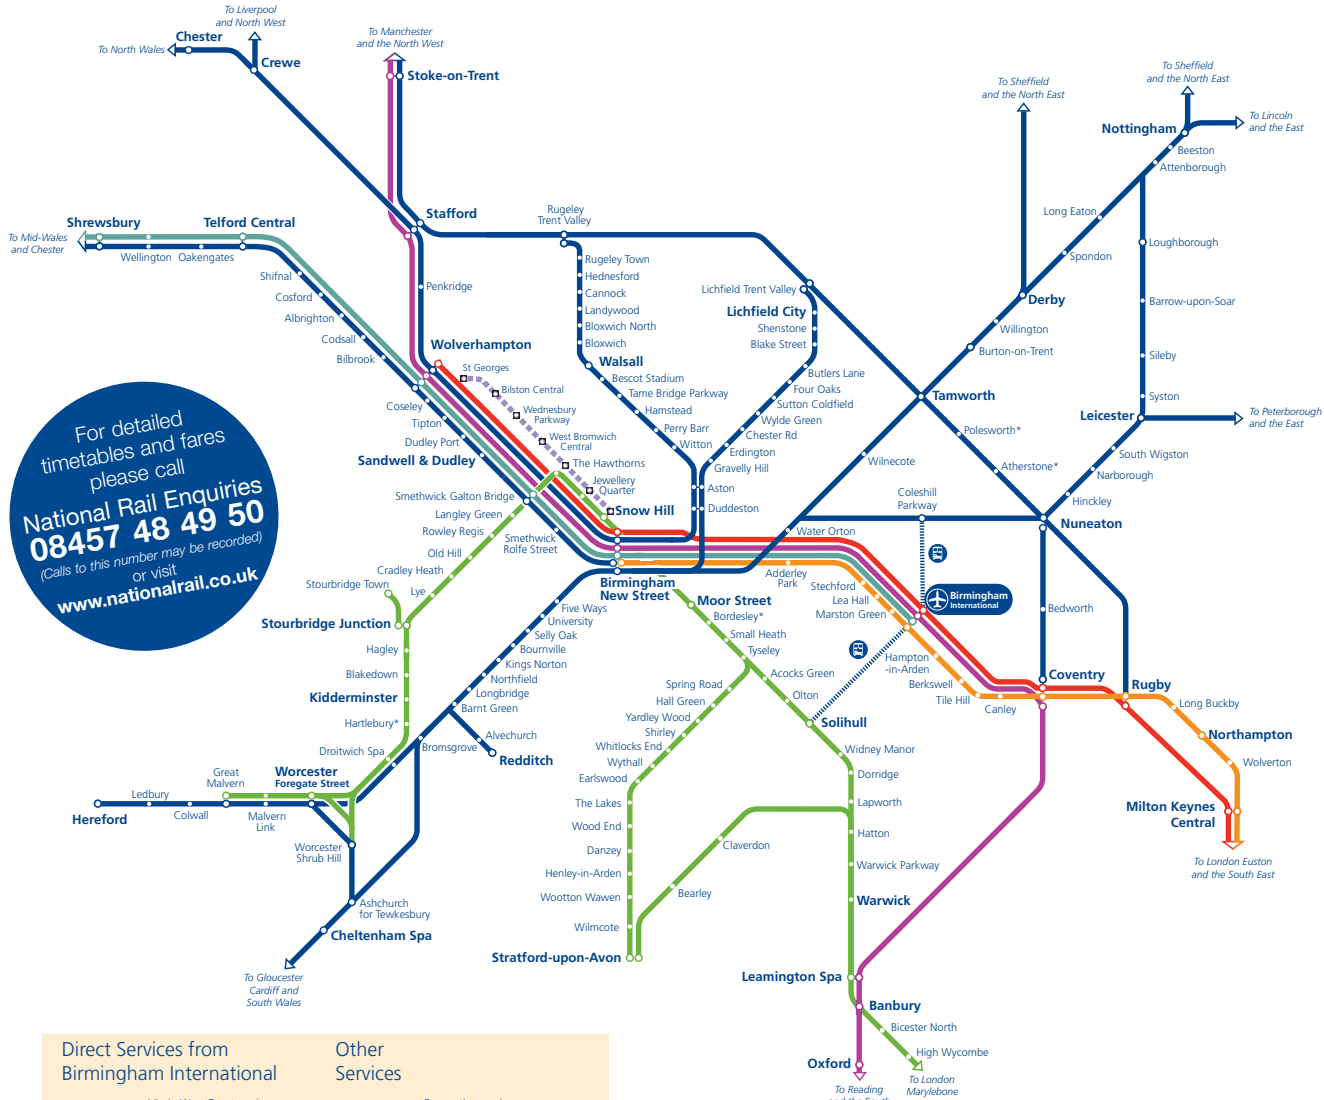 To Liverpool
and North West
Chester
To North Wales
Crewe
To Manchester
and the North West
Stoke-on-Trent
To Sheffield
and the North East
To Sheffield
and the North East
Nottingham
To Lincoln
and the East
Beeston
Attenborough
Long Eaton
Loughborough
Spondon
Derby
Barrow-upon-Soar
Willington
Burton-on-Trent
Sileby
Syston
Leicester
To Peterborough
and the East
South Wigston
Narborough
Hinckley
Nuneaton
Shrewsbury
Telford Central
To Mid-Wales
and Chester
Wellington
Oakengates
Shifnal
Cosford
Albrighton
Codsall
Bilbrook
Stafford
Penkridge
Wolverhampton
Rugeley
Trent Valley
Rugeley Town
Hednesford
Cannock
Landywood
Bloxwich North
Bloxwich
Walsall
Bescot Stadium
Tame Bridge Parkway
Hamstead
Perry Barr
Witton
Lichfield Trent Valley
Lichfield City
Shenstone
Blake Street
Butlers Lane
Four Oaks
Sutton Coldfield
Wylde Green
Chester Rd
Erdington
Gravelly Hill
Aston
Duddeston
Tamworth
Polesworth*
Atherstone*
Wilnecote
Coleshill
Parkway
Water Orton
St Georges
Bilston Central
Wednesbury
Parkway
West Bromwich
Central
The Hawthorns
Jewellery
Quarter
Snow Hill
Coseley
Tipton
Dudley Port
Sandwell & Dudley
Smethwick Galton Bridge
Langley Green
Rowley Regis
Smethwick
Rolfe Street
Old Hill
Cradley Heath
Stourbridge Town
Lye
Stourbridge Junction
Hagley
Blakedown
Kidderminster
Hartlebury*
Droitwich Spa
For detailed
timetables and fares
please call
National Rail Enquiries
08457 48 49 50
(Calls to this number may be recorded)
or visit
www.nationalrail.co.uk
Birmingham
New Street
Five Ways
University
Selly Oak
Bournville
Kings Norton
Northfield
Longbridge
Barnt Green
Alvechurch
Bromsgrove
Redditch
Moor Street
Bordesley*
Small Heath
Tyseley
Acocks Green
Olton
Solihull
Spring Road
Hall Green
Yardley Wood
Shirley
Whitlocks End
Wythall
Earlswood
The Lakes
Wood End
Danzey
Henley-in-Arden
Wootton Wawen
Wilmcote
Stratford-upon-Avon
Claverdon
Bearley
Widney Manor
Dorridge
Lapworth
Hatton
Warwick Parkway
Warwick
Leamington Spa
Banbury
Bicester North
High Wycombe
Oxford
To Reading
and the South
To London
Marylebone
Adderley
Park
Stechford
Lea Hall
Marston Green
Birmingham
International
Hampton
-in-Arden
Berkswell
Tile Hill
Canley
Bedworth
Coventry
Rugby
Long Buckby
Northampton
Wolverton
Milton Keynes
Central
To London Euston
and the South East
Great
Malvern
Worcester
Foregate Street
Ledbury
Hereford
Colwall
Malvern
Link
Worcester
Shrub Hill
Ashchurch
for Tewkesbury
Cheltenham Spa
To Gloucester
Cardiff and
South Wales
Direct Services from
Birmingham International
Other
Services